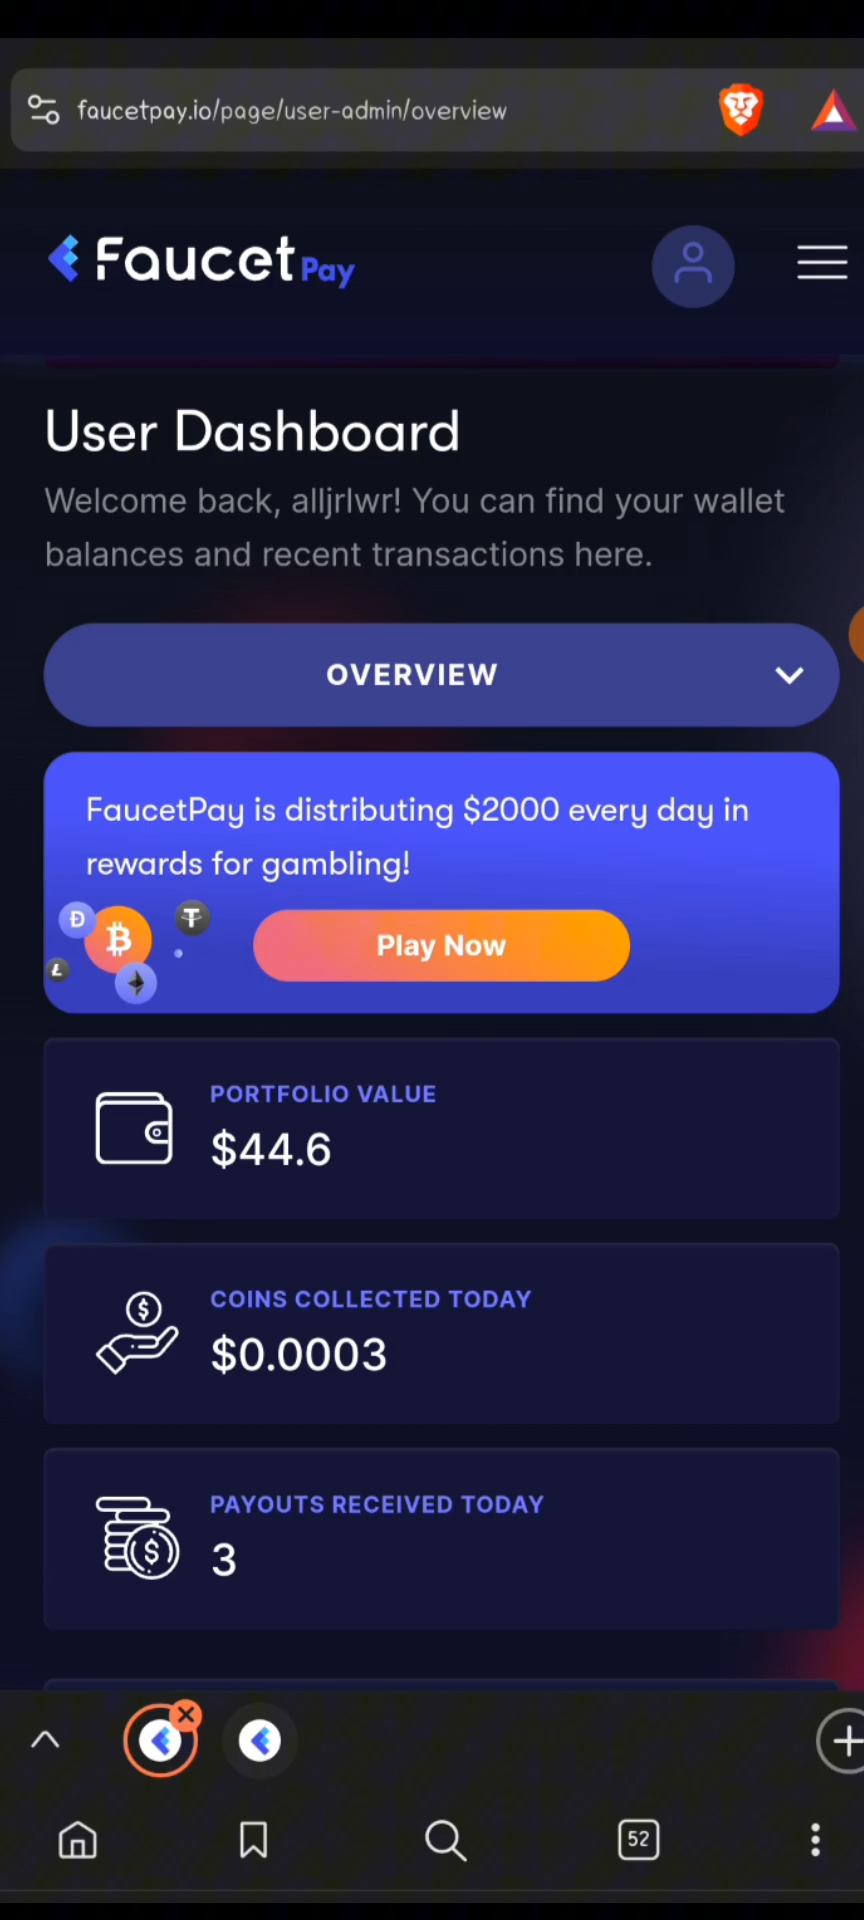 faucetpay.io/page/user-admin/overview
Faucet Pay
User Dashboard
Welcome back, alljrlwr! You can find your wallet
balances and recent transactions here.
OVERVIEW
FaucetPay is distributing $2000 every day in
rewards for gambling!
Play Now
PORTFOLIO VALUE
$44.6
COINS COLLECTED TODAY
$0.0003
PAYOUTS RECEIVED TODAY
3
52